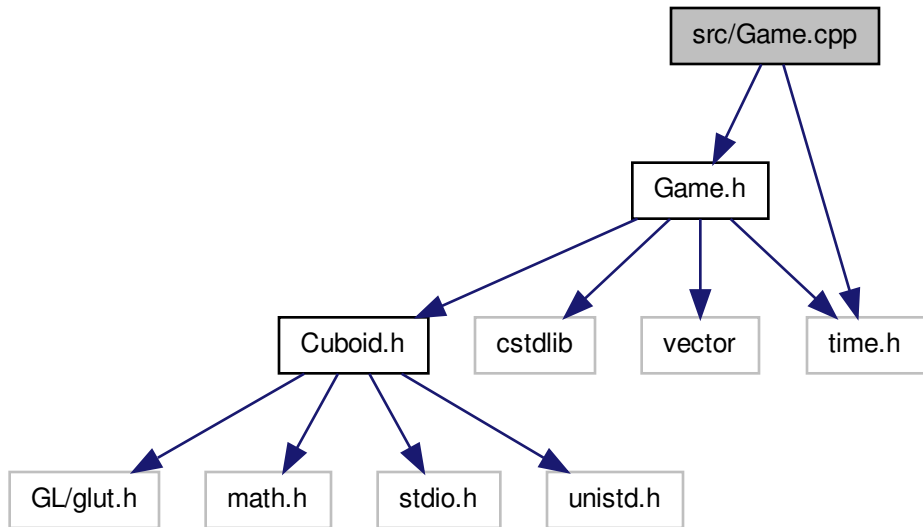 src/Game.cpp
Game.h
Cuboid.h
cstdlib
vector
time.h
GL/glut.h
math.h
stdio.h
unistd.h